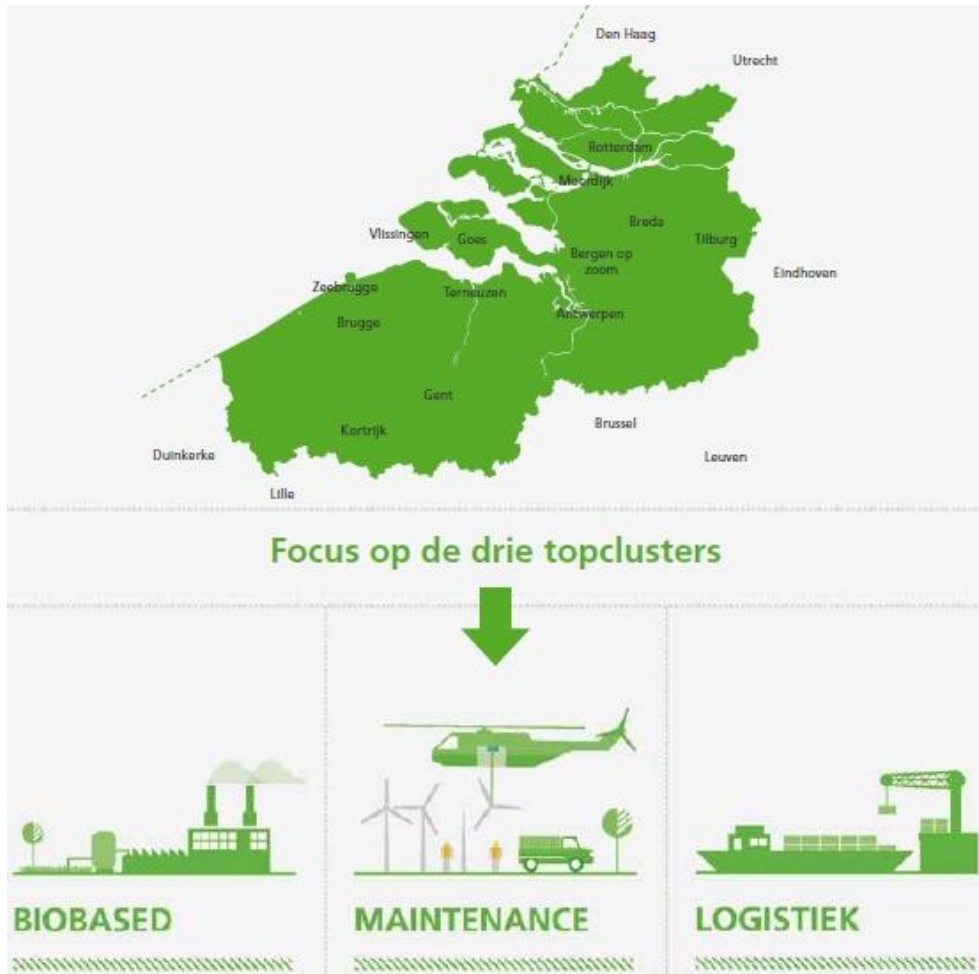 Den Haag
Utrecht
Rotterdam
Moerdijk
Breda
Vlissingen
Goes
Tilburg
Bergen op
zoom
Eindhoven
Zeebrugge
Terneuzen
Antwerpen
Brugge
Gent
Brussel
Kortrijk
Duinkerke
Leuven
Lille
Focus op de drie topclusters
BIOBASED
MAINTENANCE
LOGISTIEK